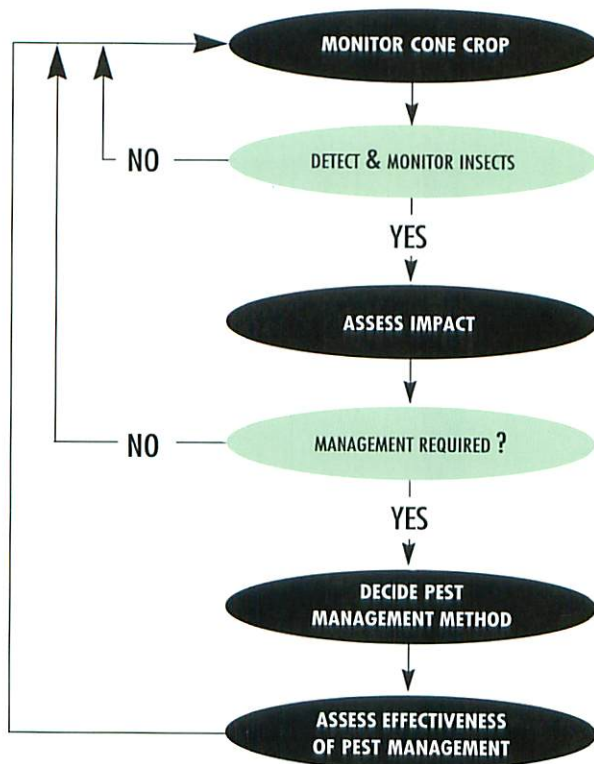 MONITOR CONE CROP
DETECT & MONITOR INSECTS
NO
YES
ASSESS IMPACT
MANAGEMENT REQUIRED ?
NO
YES
DECIDE PEST
MANAGEMENT METHOD
ASSESS EFFECTIVENESS
OF PEST MANAGEMENT